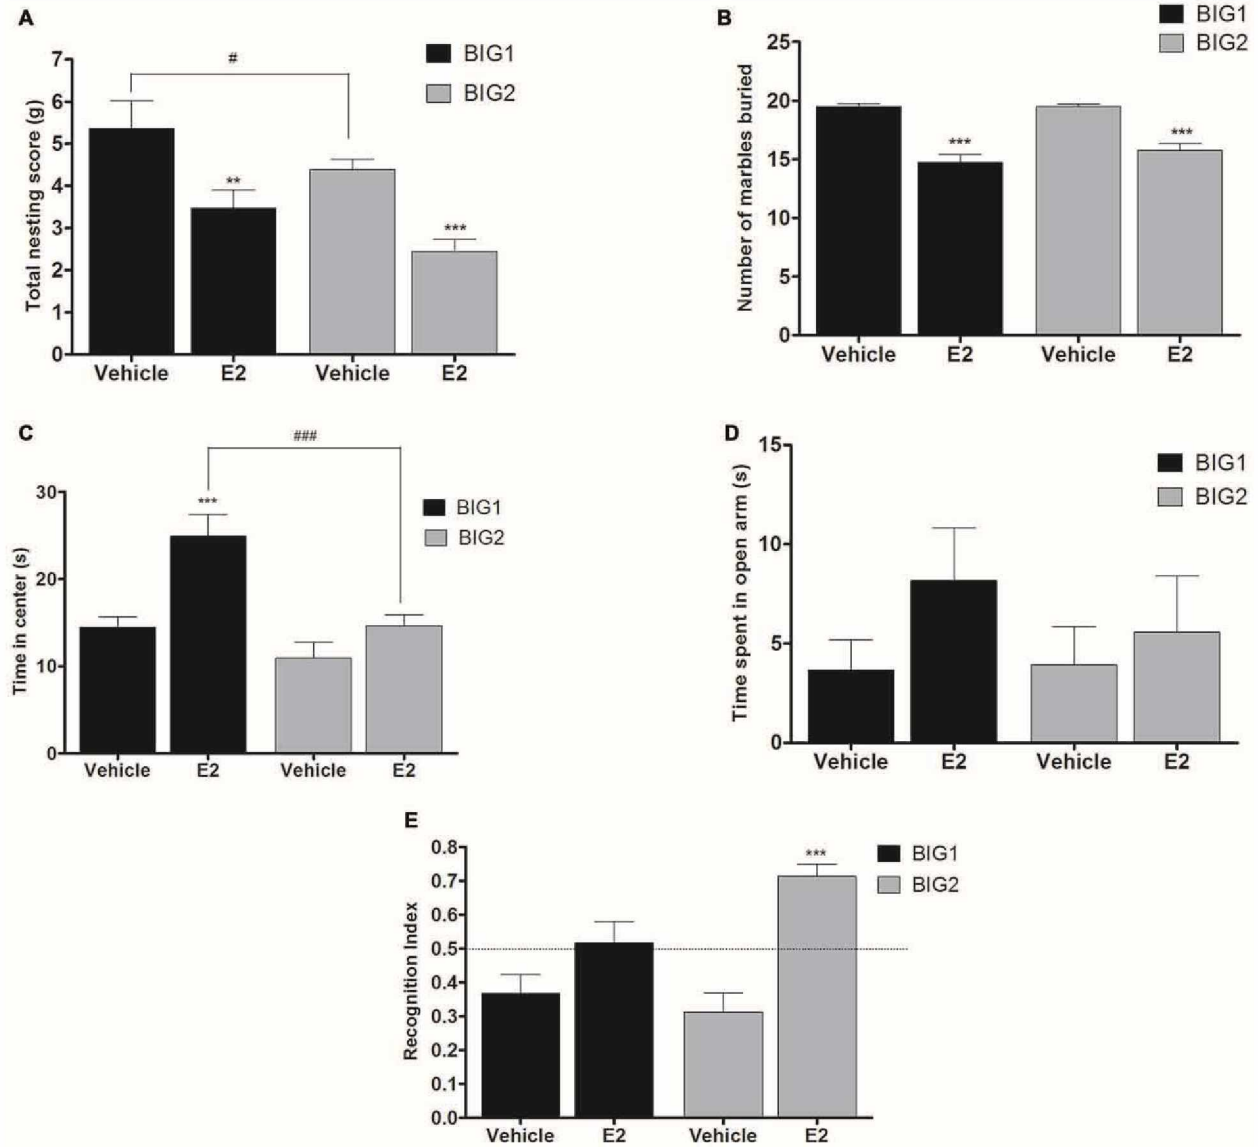 A
BIG1
BIG2
#
**
***
Total nesting score (g)
7
6
5
4
3
2
1
0
Vehicle
E2
Vehicle
E2
B
BIG1
BIG2
***
***
Number of marbles buried
25
20
15
10
5
0
Vehicle
E2
Vehicle
E2
C
###
***
BIG1
BIG2
Time in center (s)
30
20
10
0
Vehicle
E2
Vehicle
E2
D
BIG1
BIG2
Time spent in open arm (s)
15
10
5
0
Vehicle
E2
Vehicle
E2
E
BIG1
BIG2
***
Recognition Index
0.8
0.7
0.6
0.5
0.4
0.3
0.2
0.1
0.0
Vehicle
E2
Vehicle
E2